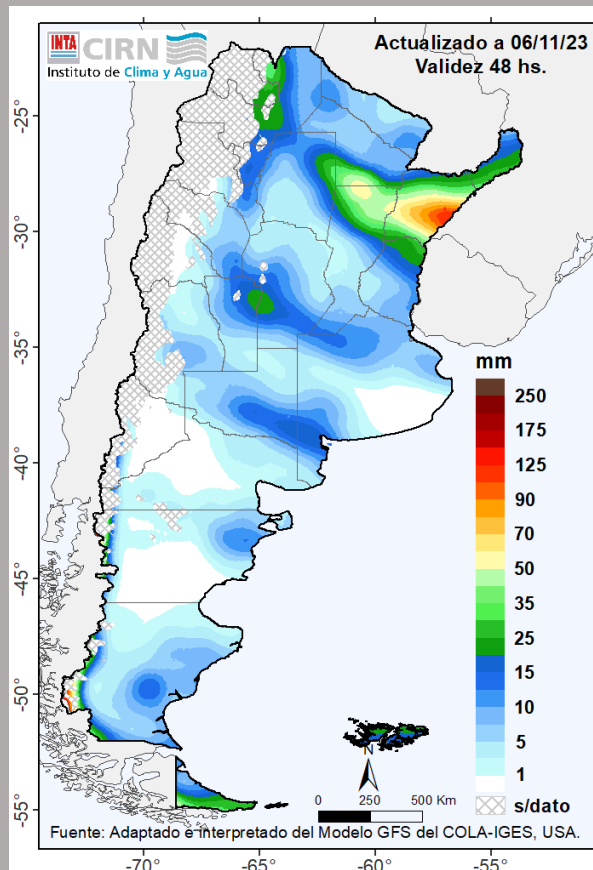 INTA CIRN
Instituto de Clima y Agua
Actualizado a 06/11/23
Validez 48 hs.
-25°
-30°
-35°
-40°
-45°
-50°
-55°
mm
250
175
125
90
70
50
35
25
15
10
5
1
s/dato
N
0 250 500 Km
Fuente: Adaptado e interpretado del Modelo GFS del COLA-IGES, USA.
-70° -65° -60° -55°